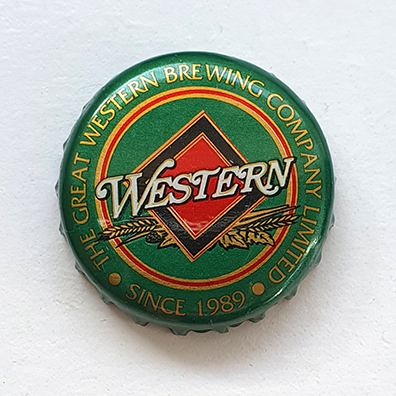 THE GREAT WESTERN BREWING COMPANY LIMITED
WESTERN
• SINCE 1989 •